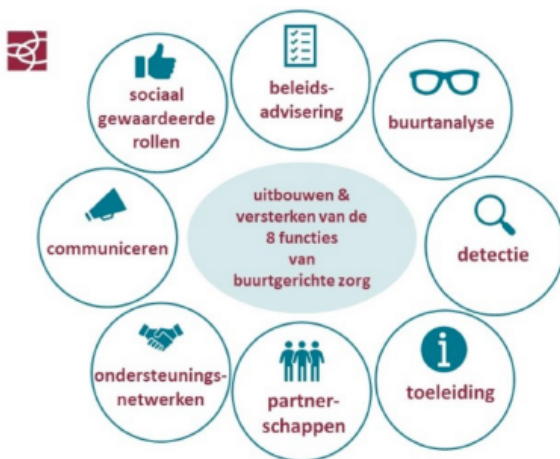 sociaal
gewaardeerde
rollen
beleids-
advisering
buurtanalyse
uitbouwen &
versterken van de
8 functies
van
buurtgerichte zorg
communiceren
detectie
ondersteunings-
netwerken
partner-
schappen
toeleiding